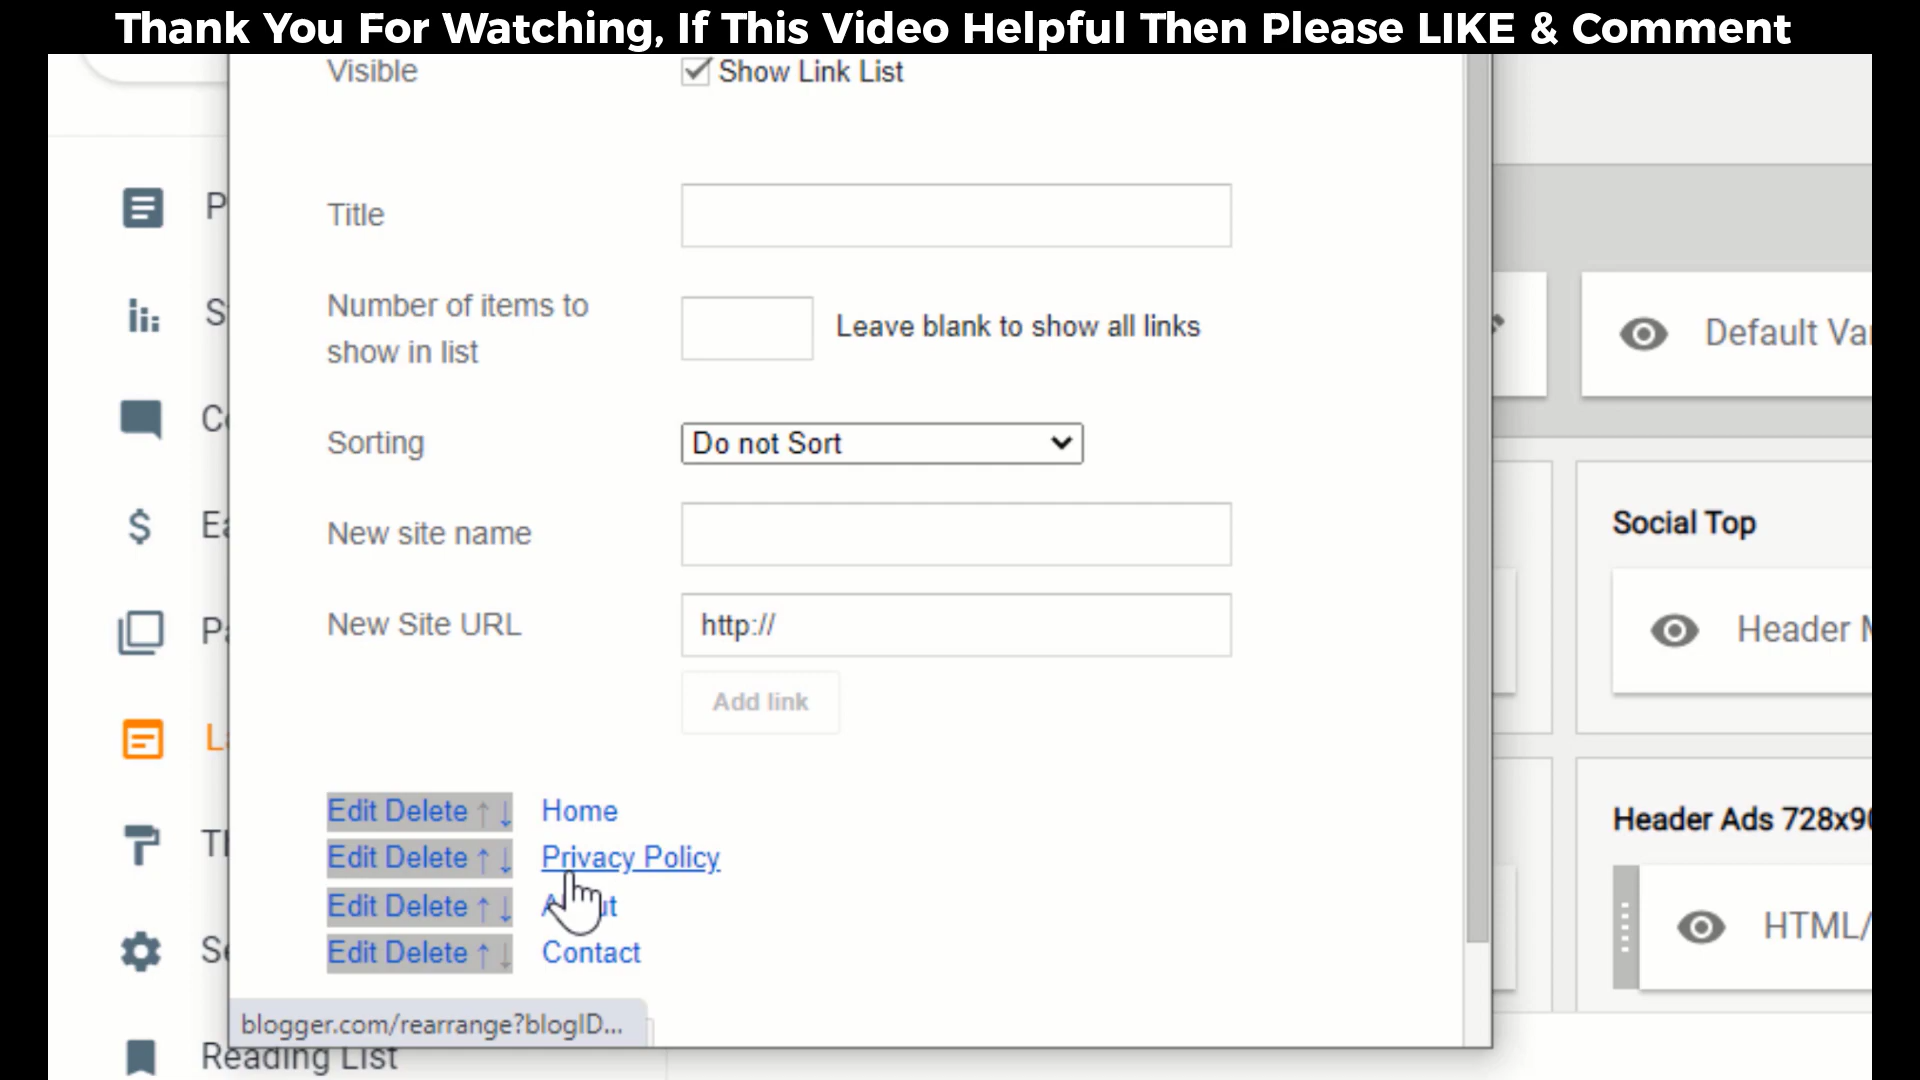 Thank You For Watching, If This Video Helpful Then Please LIKE & Comment
Visible
Show Link List
Title
Number of items to
show in list
Leave blank to show all links
Sorting
Do not Sort
New site name
New Site URL
http://
Add link
Edit Delete ↑ ↓ Home
Edit Delete ↑ ↓ Privacy Policy
Edit Delete ↑ ↓
Edit Delete ↑ ↓ Contact
blogger.com/rearrange?blogID...
Reading List
Default
Social Top
Header
Header Ads
HTML/